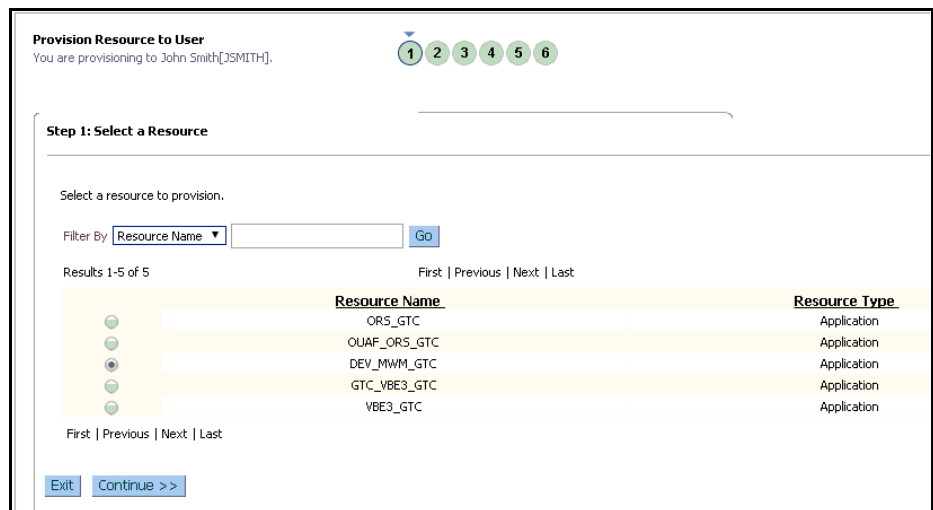 Provision Resource to User
You are provisioning to John Smith[JSMITH].
1 2 3 4 5 6
Step 1: Select a Resource
Select a resource to provision.
Filter By Resource Name Go
Results 1-5 of 5 First | Previous | Next | Last
Resource Name Resource Type
ORS_GTC Application
OUAF_ORS_GTC Application
DEV_MWM_GTC Application
GTC_VBE3_GTC Application
VBE3_GTC Application
First | Previous | Next | Last
Exit Continue >>